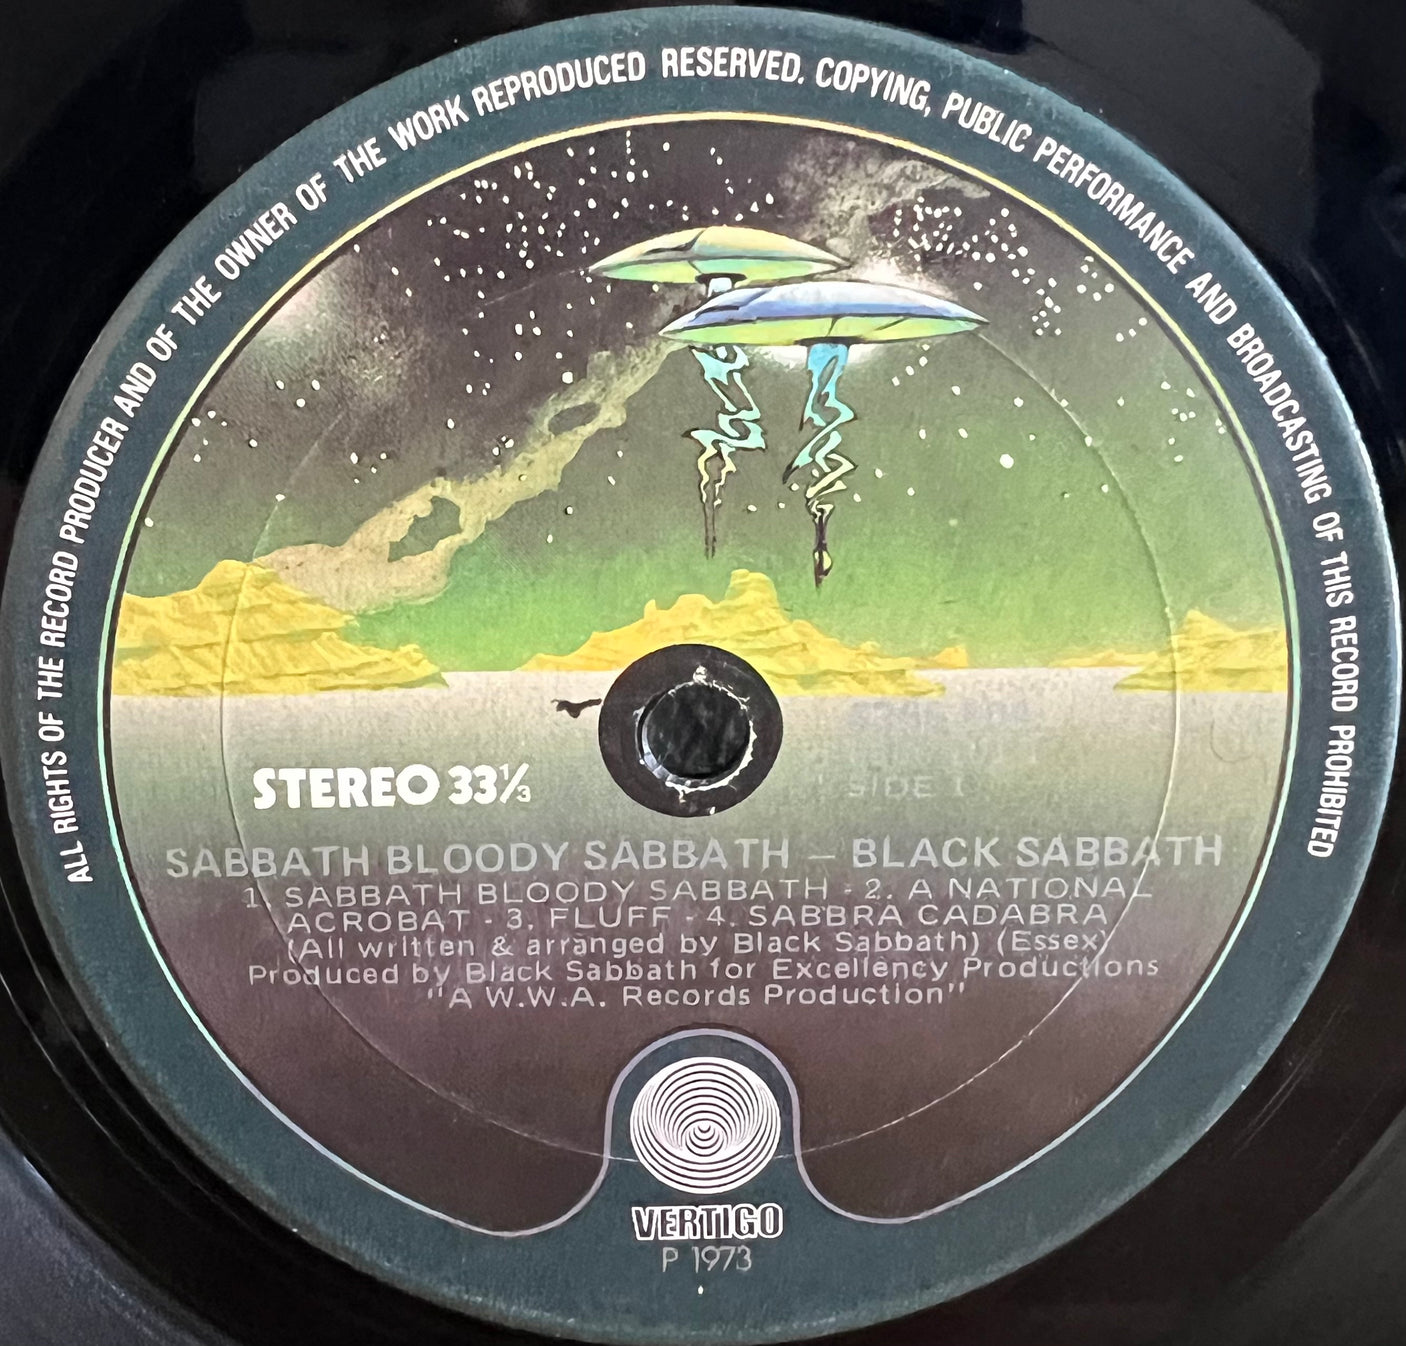 ALL RIGHTS OF THE RECORD PRODUCER AND OF THE OWNER OF THE WORK REPRODUCED RESERVED. COPYING, PUBLIC PERFORMANCE AND BROADCASTING OF THIS RECORD PROHIBITED
STEREO 33⅓
SIDE 1
SABBATH BLOODY SABBATH – BLACK SABBATH
1. SABBATH BLOODY SABBATH - 2. A NATIONAL
ACROBAT - 3. FLUFF - 4. SABBRA CADABRA
(All written & arranged by Black Sabbath) (Essex)
Produced by Black Sabbath for Excellency Productions
"A W.W.A. Records Production"
VERTIGO
P 1973